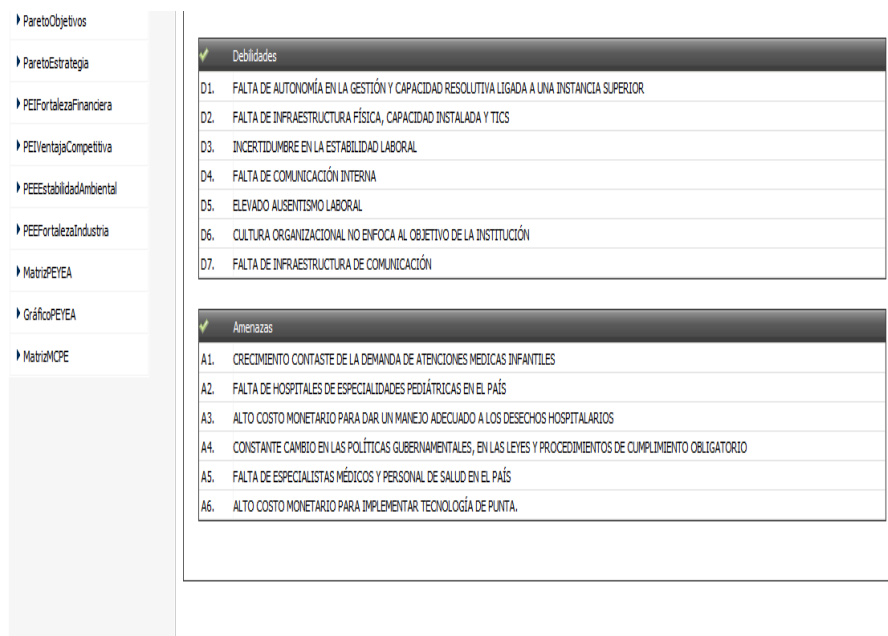 ParetoObjetivos
ParetoEstrategia
PEIFortalezaFinanciera
PEIVentajaCompetitiva
PEEEstabilidadAmbiental
PEEFortalezaIndustria
MatrizPEYEA
GráficoPEYEA
MatrizMCPE
Debilidades
D1. FALTA DE AUTONOMÍA EN LA GESTIÓN Y CAPACIDAD RESOLUTIVA LIGADA A UNA INSTANCIA SUPERIOR
D2. FALTA DE INFRAESTRUCTURA FÍSICA, CAPACIDAD INSTALADA Y TICS
D3. INCERTIDUMBRE EN LA ESTABILIDAD LABORAL
D4. FALTA DE COMUNICACIÓN INTERNA
D5. ELEVADO AUSENTISMO LABORAL
D6. CULTURA ORGANIZACIONAL NO ENFOCA AL OBJETIVO DE LA INSTITUCIÓN
D7. FALTA DE INFRAESTRUCTURA DE COMUNICACIÓN
Amenazas
A1. CRECIMIENTO CONTASTE DE LA DEMANDA DE ATENCIONES MEDICAS INFANTILES
A2. FALTA DE HOSPITALES DE ESPECIALIDADES PEDIÁTRICAS EN EL PAÍS
A3. ALTO COSTO MONETARIO PARA DAR UN MANEJO ADECUADO A LOS DESECHOS HOSPITALARIOS
A4. CONSTANTE CAMBIO EN LAS POLÍTICAS GUBERNAMENTALES, EN LAS LEYES Y PROCEDIMIENTOS DE CUMPLIMIENTO OBLIGATORIO
A5. FALTA DE ESPECIALISTAS MÉDICOS Y PERSONAL DE SALUD EN EL PAÍS
A6. ALTO COSTO MONETARIO PARA IMPLEMENTAR TECNOLOGÍA DE PUNTA.